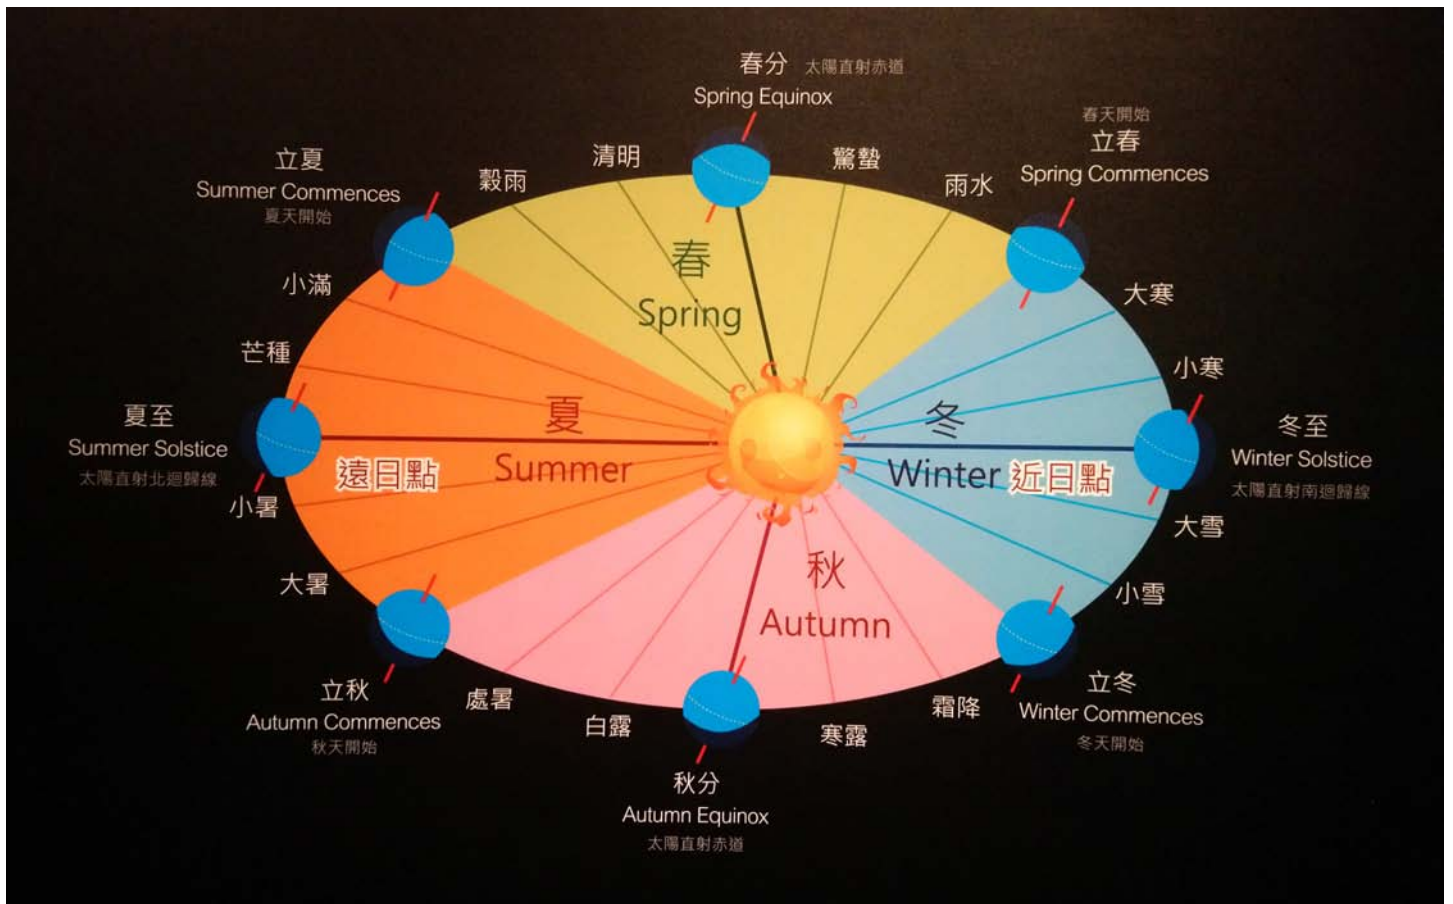 春分 太陽直射赤道
Spring Equinox
春天開始
立春
Spring Commences
驚蟄
雨水
清明
穀雨
立夏
Summer Commences
夏天開始
春
Spring
小滿
大寒
芒種
小寒
夏至
Summer Solstice
太陽直射北迴歸線
夏
Summer
遠日點
冬
Winter 近日點
冬至
Winter Solstice
太陽直射南迴歸線
小暑
大雪
大暑
小雪
秋
Autumn
立秋
Autumn Commences
秋天開始
處暑
白露
寒露
霜降
立冬
Winter Commences
冬天開始
秋分
Autumn Equinox
太陽直射赤道